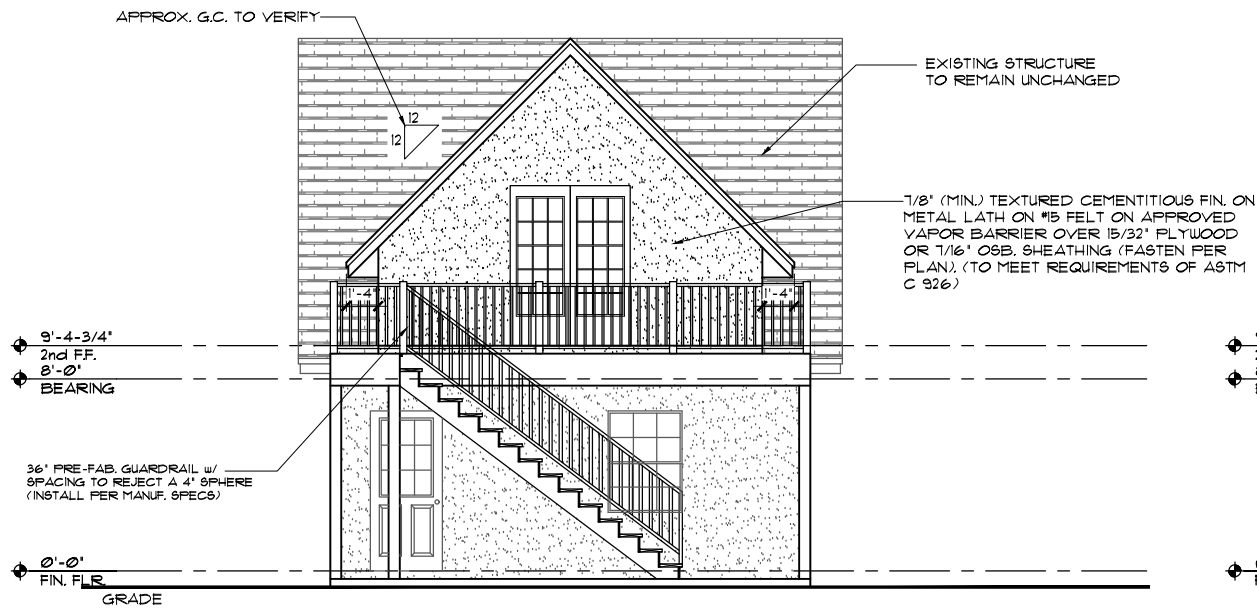 APPROX. G.C. TO VERIFY
EXISTING STRUCTURE
TO REMAIN UNCHANGED
12
12
7/8" (MIN.) TEXTURED CEMENTITIOUS FIN. ON
METAL LATH ON #15 FELT ON APPROVED
VAPOR BARRIER OVER 15/32" PLYWOOD
OR 7/16" OSB. SHEATHING (FASTEN PER
PLAN). (TO MEET REQUIREMENTS OF ASTM
C 926)
1'-4"
1'-4"
9'-4-3/4"
2nd F.F.
8'-0"
BEARING
36" PRE-FAB. GUARDRAIL w/
SPACING TO REJECT A 4" SPHERE
(INSTALL PER MANUF. SPECS)
0'-0"
FIN. FLR.
GRADE